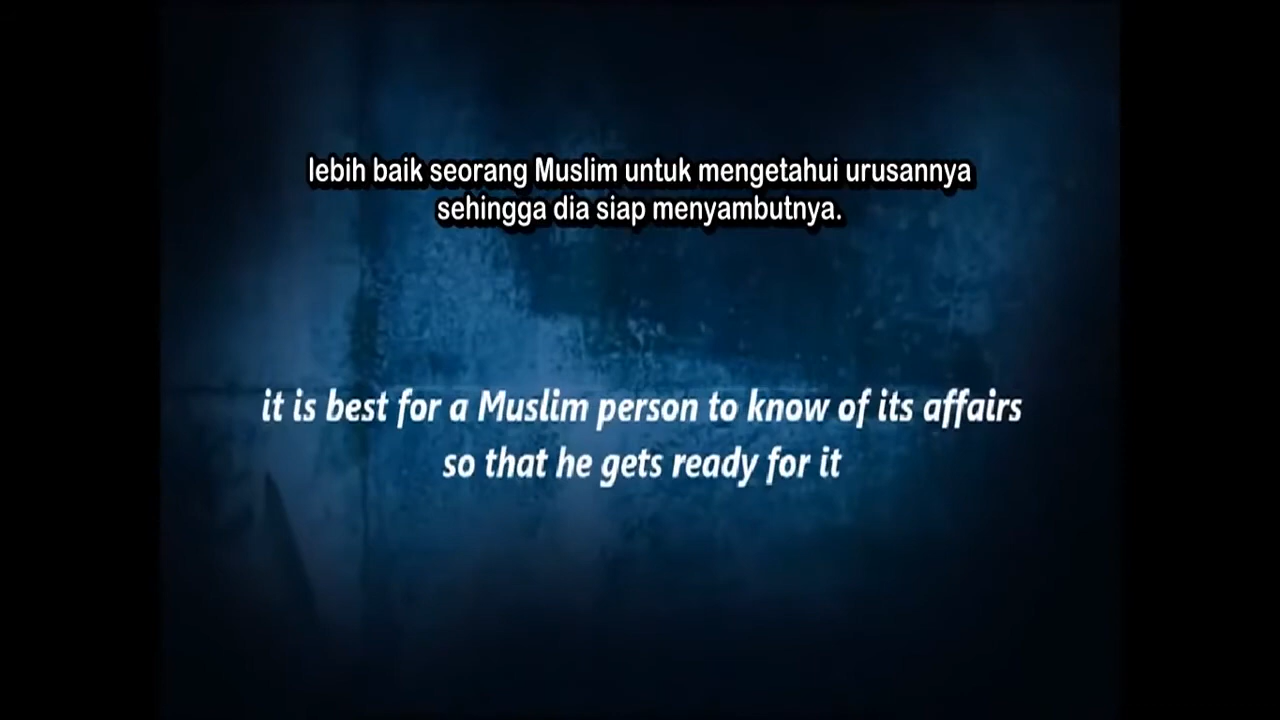 lebih baik seorang Muslim untuk mengetahui urusannya
sehingga dia siap menyambutnya.
it is best for a Muslim person to know of its affairs
so that he gets ready for it